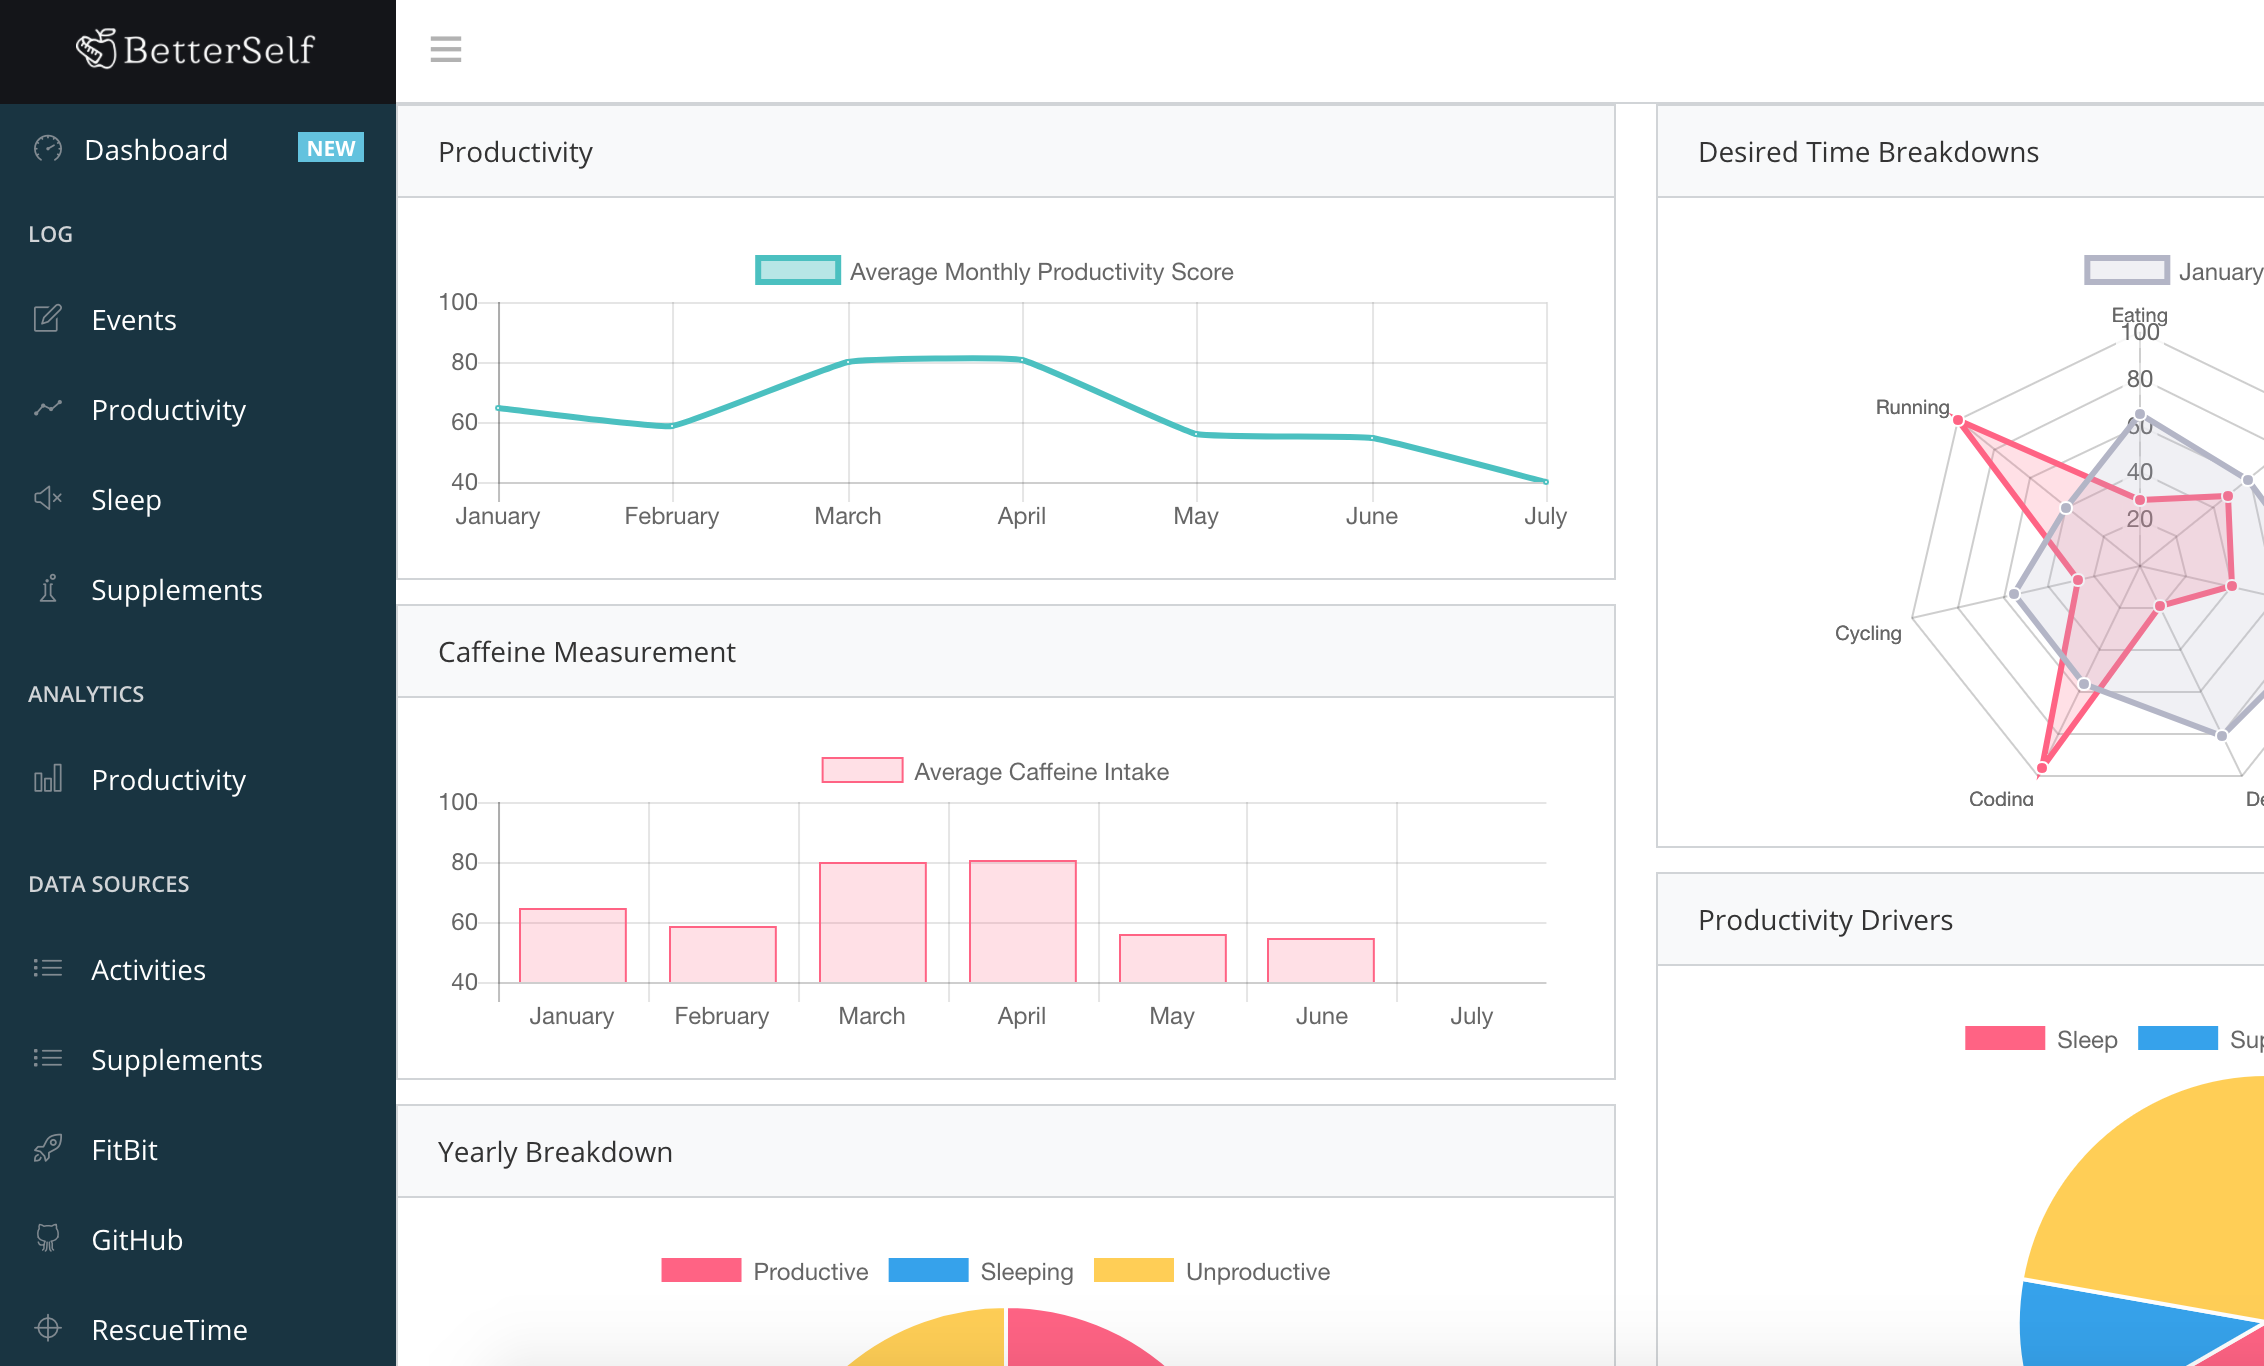 BetterSelf
Dashboard NEW
LOG
Events
Productivity
Sleep
Supplements
ANALYTICS
Productivity
DATA SOURCES
Activities
Supplements
FitBit
GitHub
RescueTime
Productivity
Average Monthly Productivity Score
100
80
60
40
January February March April May June July
Caffeine Measurement
Average Caffeine Intake
100
80
60
40
January February March April May June July
Yearly Breakdown
Productive Sleeping Unproductive
Desired Time Breakdowns
January
Eating
100
80
Running
60
40
20
Cycling
Coding
Productivity Drivers
Sleep